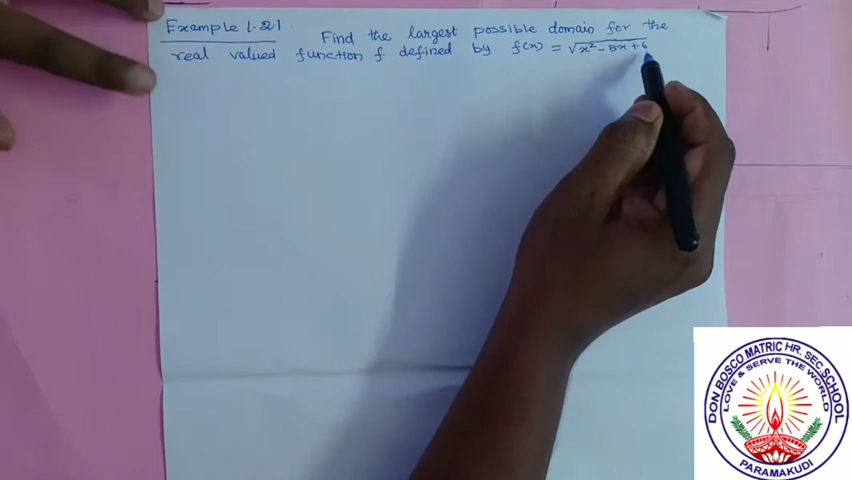 Example 1.21. Find the largest possible domain for the
real valued function f defined by f(x) = √x² - 5x + 6
DON BOSCO MATRIC HR. SEC. SCHOOL
LOVE & SERVE THE WORLD
PARAMAKUDI